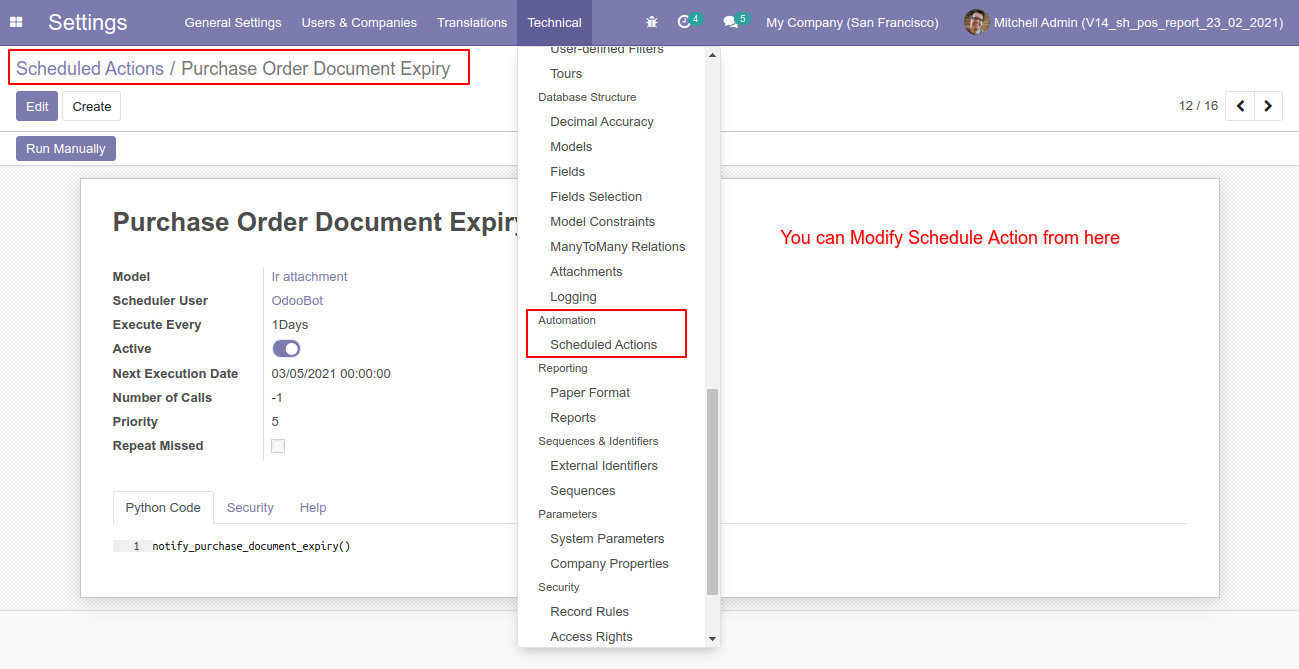 Settings General Settings Users & Companies Translations Technical 4 5 My Company (San Francisco) Mitchell Admin (V14_sh_pos_report_23_02_2021)
Scheduled Actions / Purchase Order Document Expiry
Edit Create
12 / 16
Run Manually
Purchase Order Document Expiry
You can Modify Schedule Action from here
Model Ir attachment
Scheduler User OdooBot
Execute Every 1Days
Active
Next Execution Date 03/05/2021 00:00:00
Number of Calls -1
Priority 5
Repeat Missed
Python Code Security Help
1 notify_purchase_document_expiry()
User-defined Filters
Tours
Database Structure
Decimal Accuracy
Models
Fields
Fields Selection
Model Constraints
ManyToMany Relations
Attachments
Logging
Automation
Scheduled Actions
Reporting
Paper Format
Reports
Sequences & Identifiers
External Identifiers
Sequences
Parameters
System Parameters
Company Properties
Security
Record Rules
Access Rights